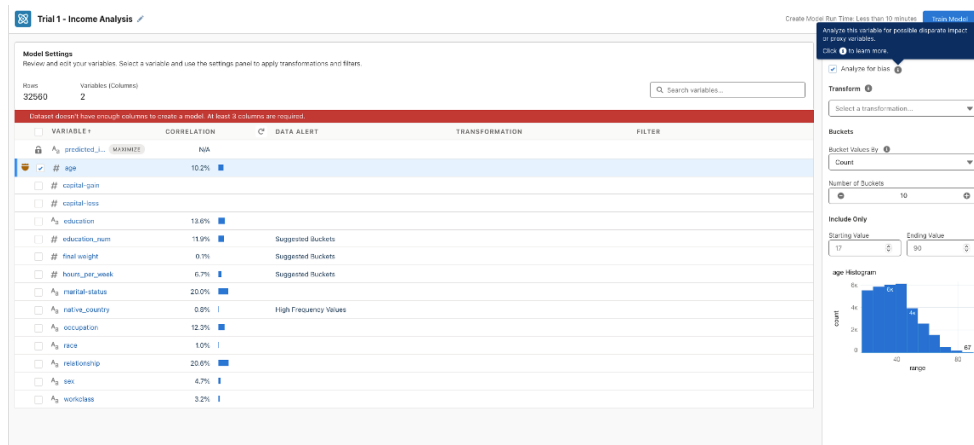 Trial 1 - Income Analysis
Create Model Run Time: Less than 10 minutes
Train Model
Analyze this variable for possible disparate impact
or proxy variables.
Click to learn more.
Model Settings
Review and edit your variables. Select a variable and use the settings panel to apply transformations and filters.
Rows
32560
Variables (Columns)
2
Search variables...
Dataset doesn't have enough columns to create a model. At least 3 columns are required.
VARIABLE CORRELATION DATA ALERT TRANSFORMATION FILTER
predicted_i... MAXIMIZE N/A
# age 10.2%
# capital-gain
# capital-loss
education 13.6%
# education_num 11.9% Suggested Buckets
# final weight 0.1% Suggested Buckets
# hours_per_week 6.7% Suggested Buckets
marital-status 20.0%
native_country 0.8% High Frequency Values
occupation 12.3%
race 1.0%
relationship 20.6%
sex 4.7%
workclass 3.2%
Analyze for bias
Transform
Select a transformation...
Buckets
Bucket Values By
Count
Number of Buckets
10
Include Only
Starting Value Ending Value
17 90
age Histogram
6k
4k
2k
0
6k
4k
67
count
40 80
range